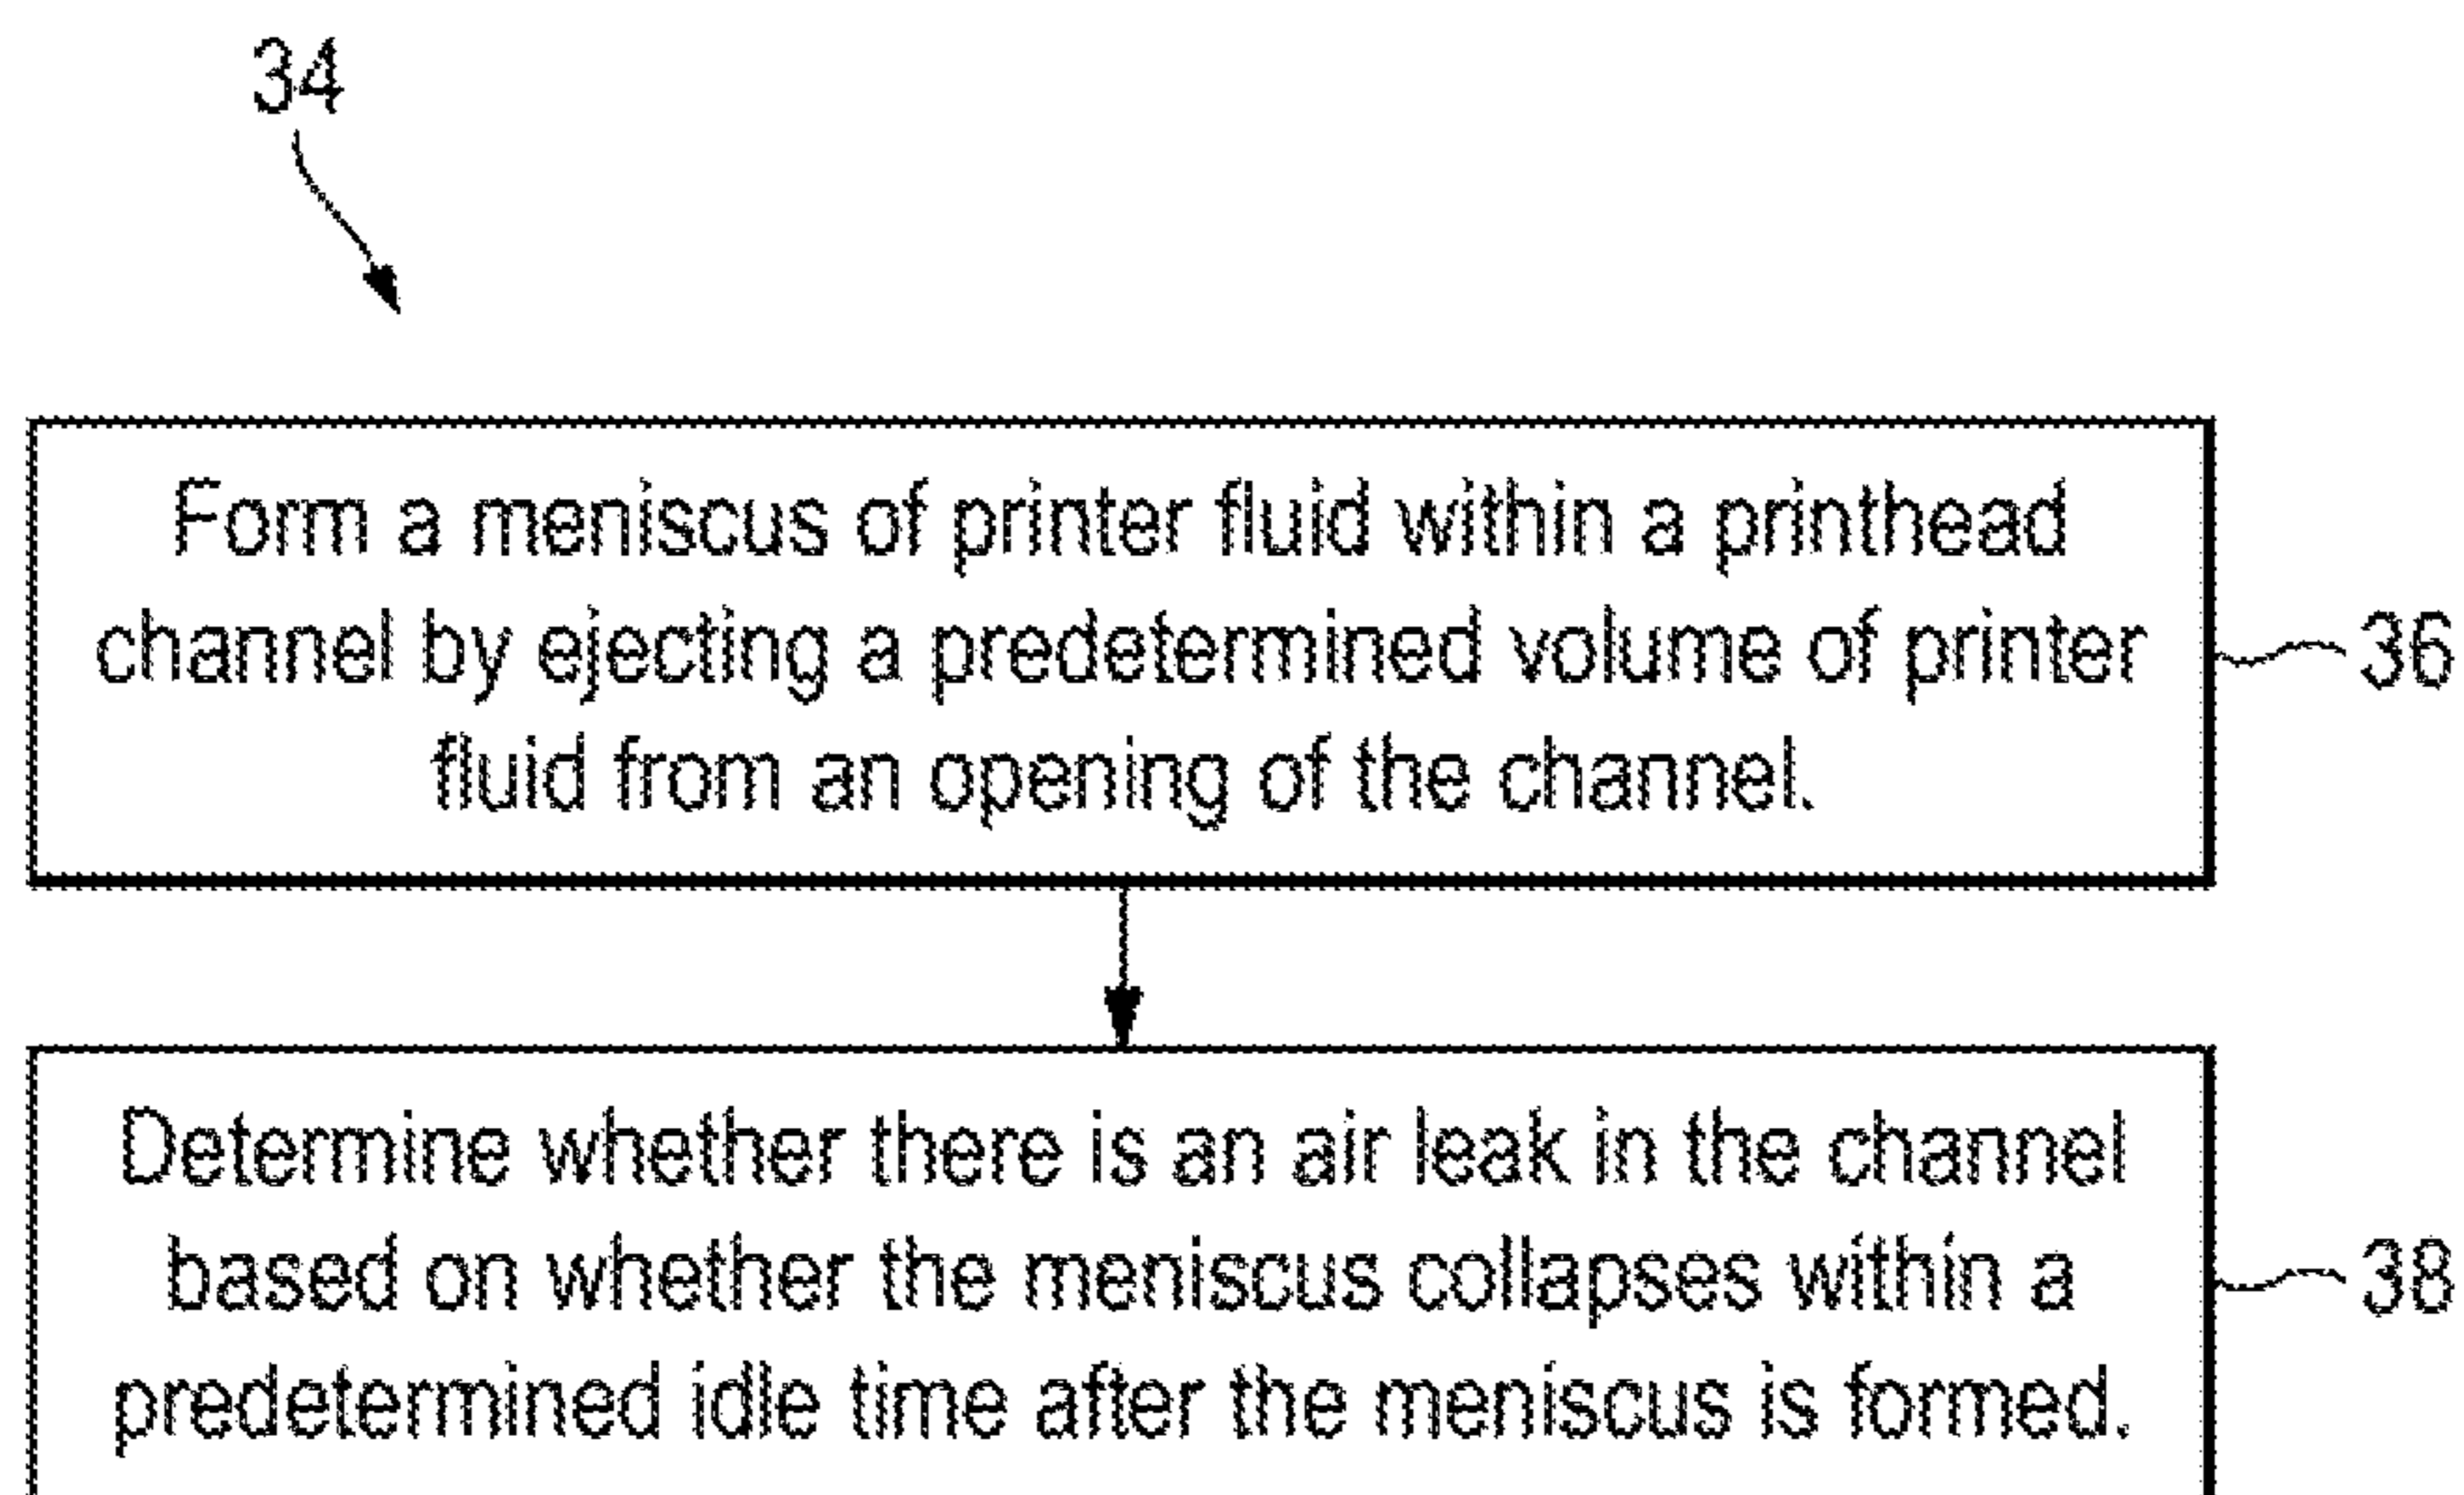 34
Form a meniscus of printer fluid within a printhead
channel by ejecting a predetermined volume of printer
fluid from an opening of the channel.
36
Determine whether there is an air leak in the channel
based on whether the meniscus collapses within a
predetermined idle time after the meniscus is formed.
38